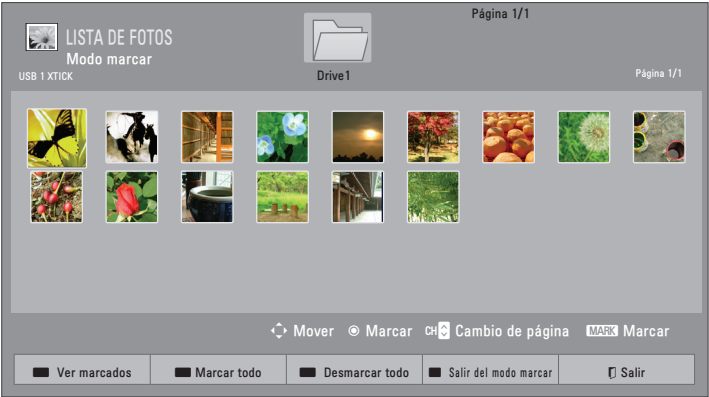 Página 1/1
LISTA DE FOTOS
Modo marcar
USB 1 XTICK
Drive1
Página 1/1
Mover Marcar CH Cambio de página MARK Marcar
Ver marcados Marcar todo Desmarcar todo Salir del modo marcar Salir